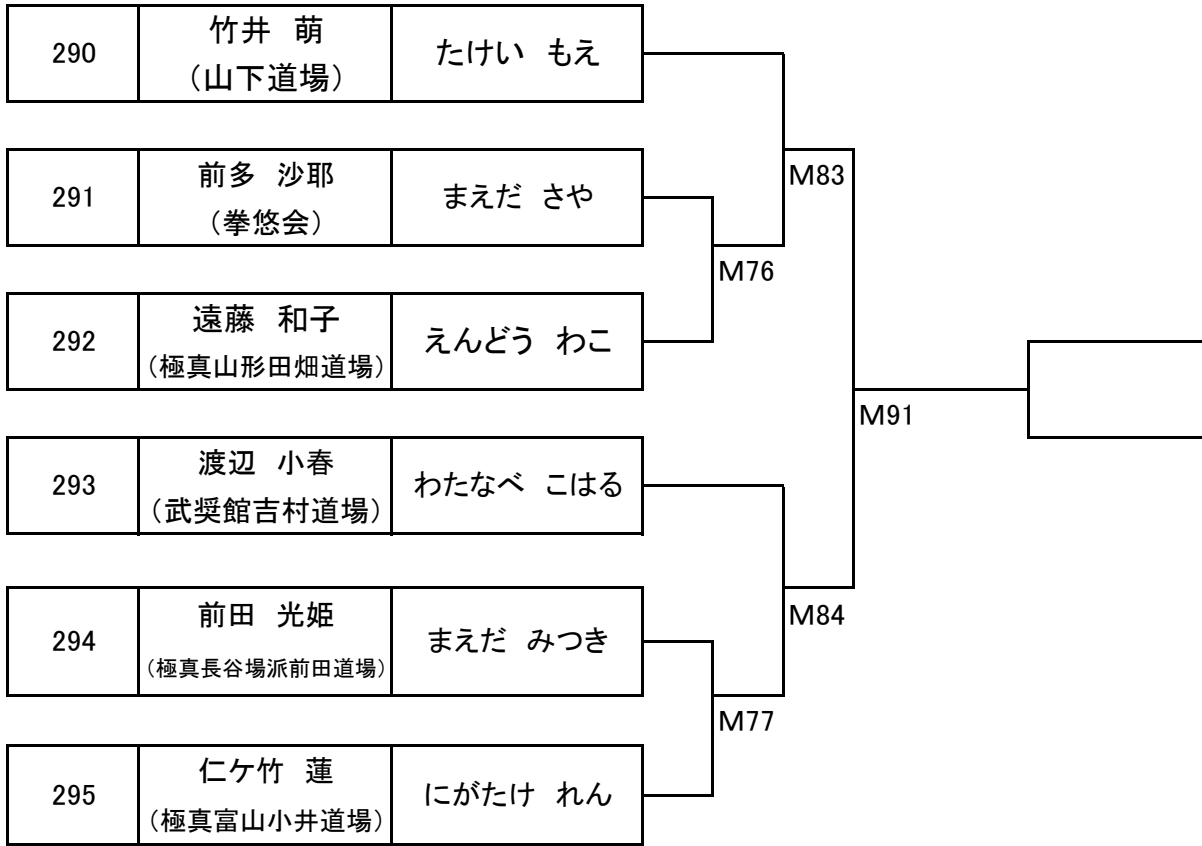 290
竹井　萌
（山下道場）
たけい　もえ
291
前多　沙耶
（拳悠会）
まえだ　さや
292
遠藤　和子
（極真山形田畑道場）
えんどう　わこ
293
渡辺　小春
（武奨館吉村道場）
わたなべ　こはる
294
前田　光姫
（極真長谷場派前田道場）
まえだ　みつき
295
仁ケ竹　蓮
（極真富山小井道場）
にがたけ　れん
M83
M76
M91
M84
M77